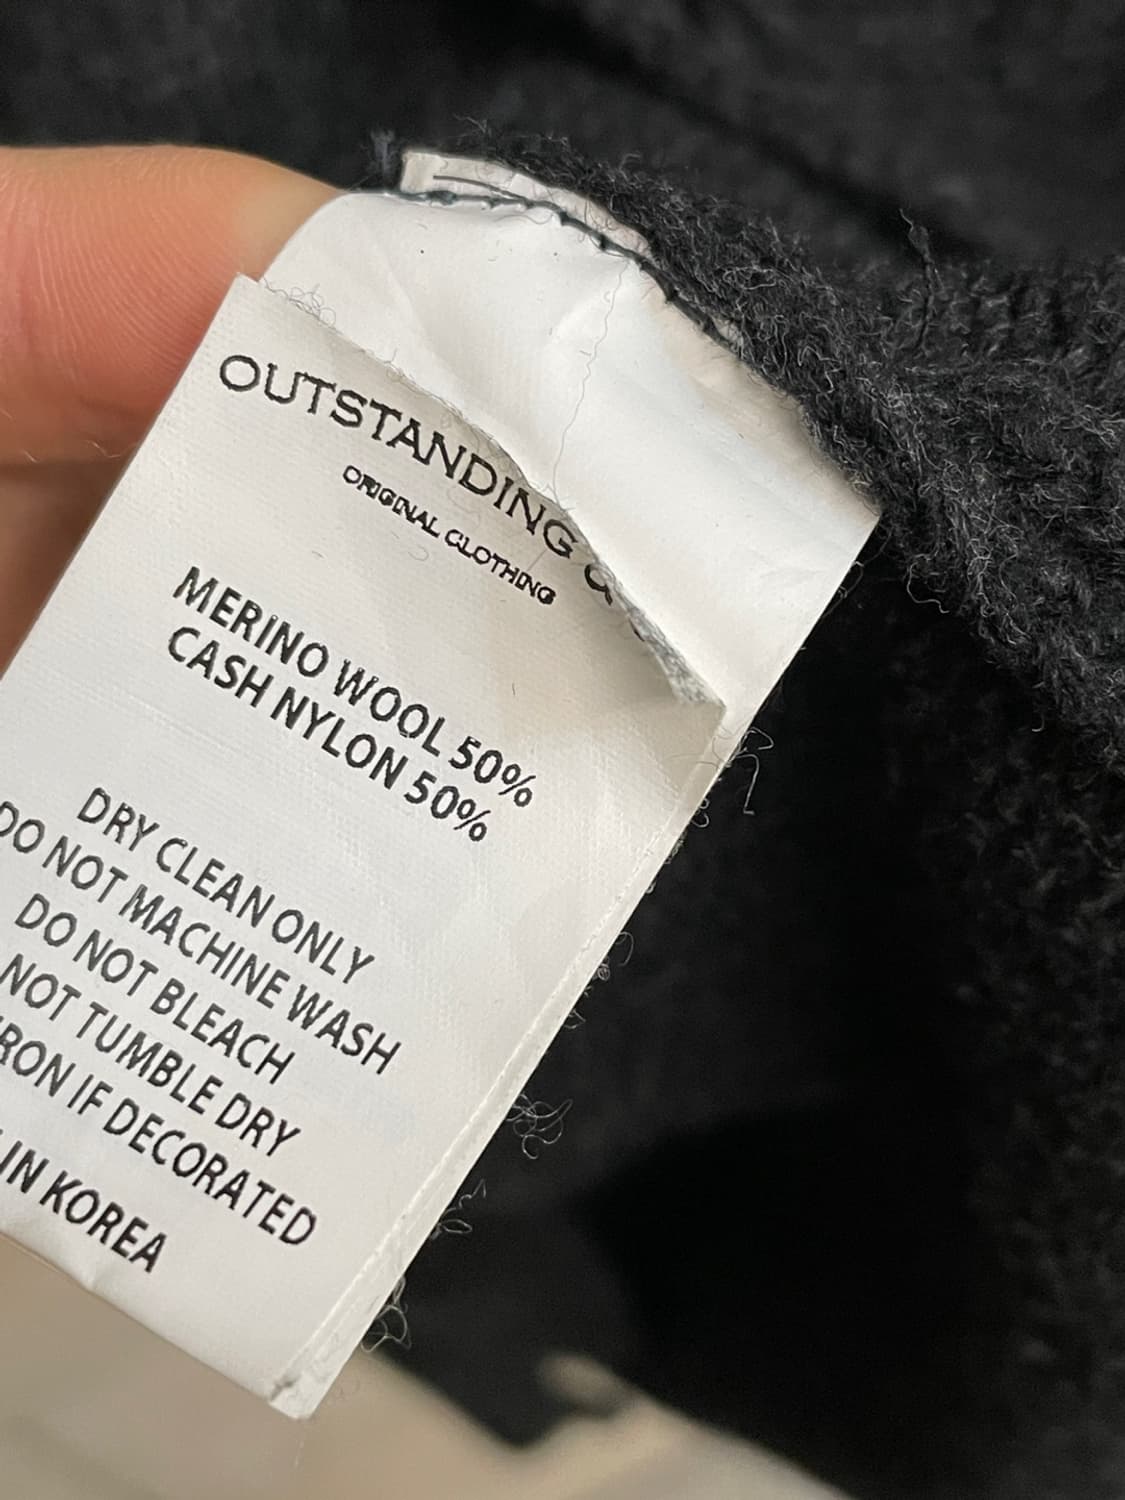 OUTSTANDING &
ORIGINAL CLOTHING
MERINO WOOL 50%
CASH NYLON 50%
DRY CLEAN ONLY
DO NOT MACHINE WASH
DO NOT BLEACH
NOT TUMBLE DRY
IRON IF DECORATED
IN KOREA